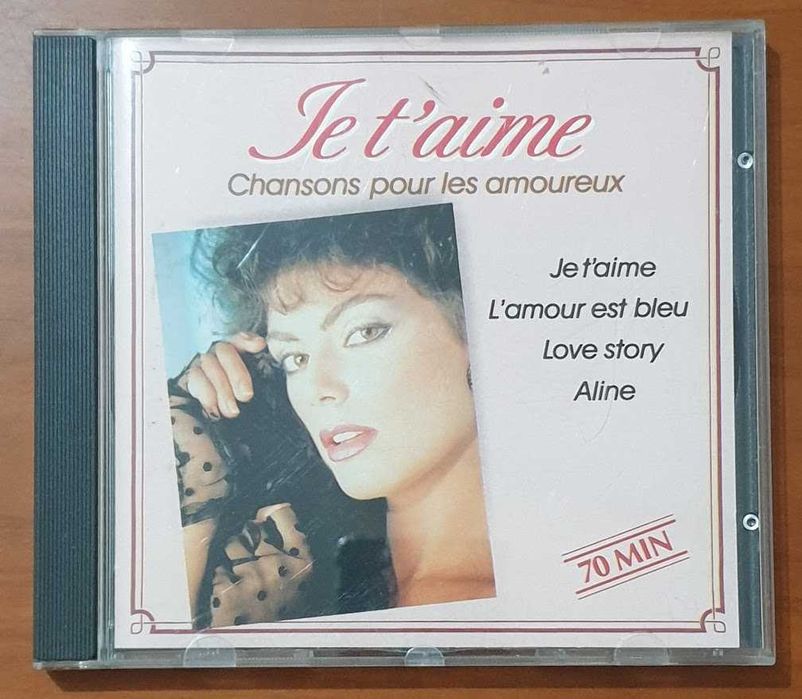 Je t'aime
Chansons pour les amoureux
Je t'aime
L'amour est bleu
Love story
Aline
70 MIN